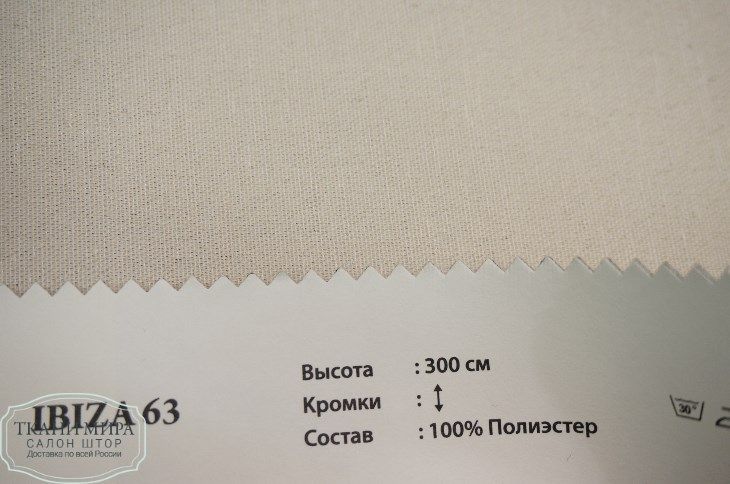 Высота : 300 см
Кромки :
Состав : 100% Полиэстер
IBIZA 63
30°
ТКАНИ МИРА
САЛОН ШТОР
Доставка по всей России